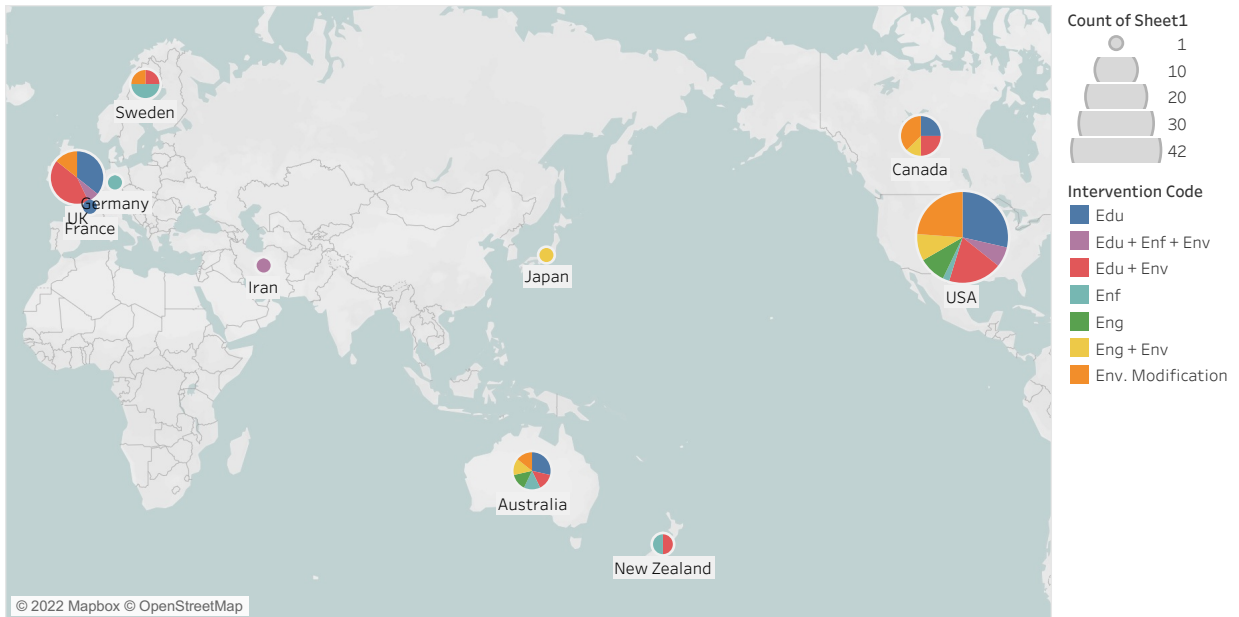 Sweden
Germany
UK
France
Iran
Japan
Canada
USA
Australia
New Zealand
© 2022 Mapbox © OpenStreetMap
Count of Sheet1
1
10
20
30
42
Intervention Code
Edu
Edu + Enf + Env
Edu + Env
Enf
Eng
Eng + Env
Env. Modification